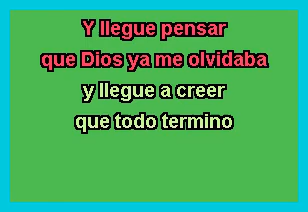 Y llegue pensar
que Dios ya me olvidaba
y llegue a creer
que todo termino